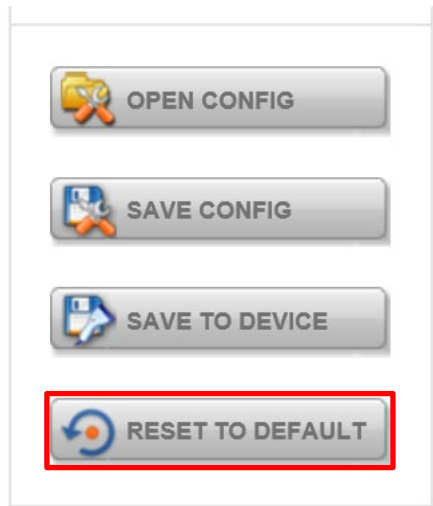 OPEN CONFIG
SAVE CONFIG
SAVE TO DEVICE
RESET TO DEFAULT